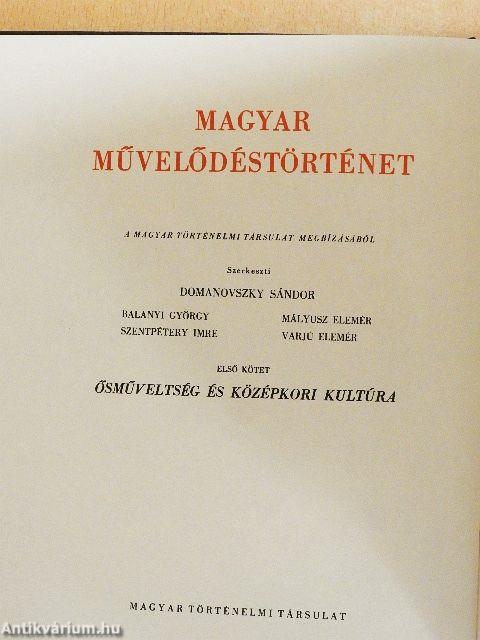 MAGYAR
MŰVELŐDÉSTÖRTÉNET
A MAGYAR TÖRTÉNELMI TÁRSULAT MEGBÍZÁSÁBÓL
Szerkeszti
DOMANOVSZKY SÁNDOR
BALANYI GYÖRGY MÁLYUSZ ELEMÉR
SZENTPÉTERY IMRE VARJÚ ELEMÉR
ELSŐ KÖTET
ŐSMŰVELTSÉG ÉS KÖZÉPKORI KULTÚRA
MAGYAR TÖRTÉNELMI TÁRSULAT
Antikvárium.hu